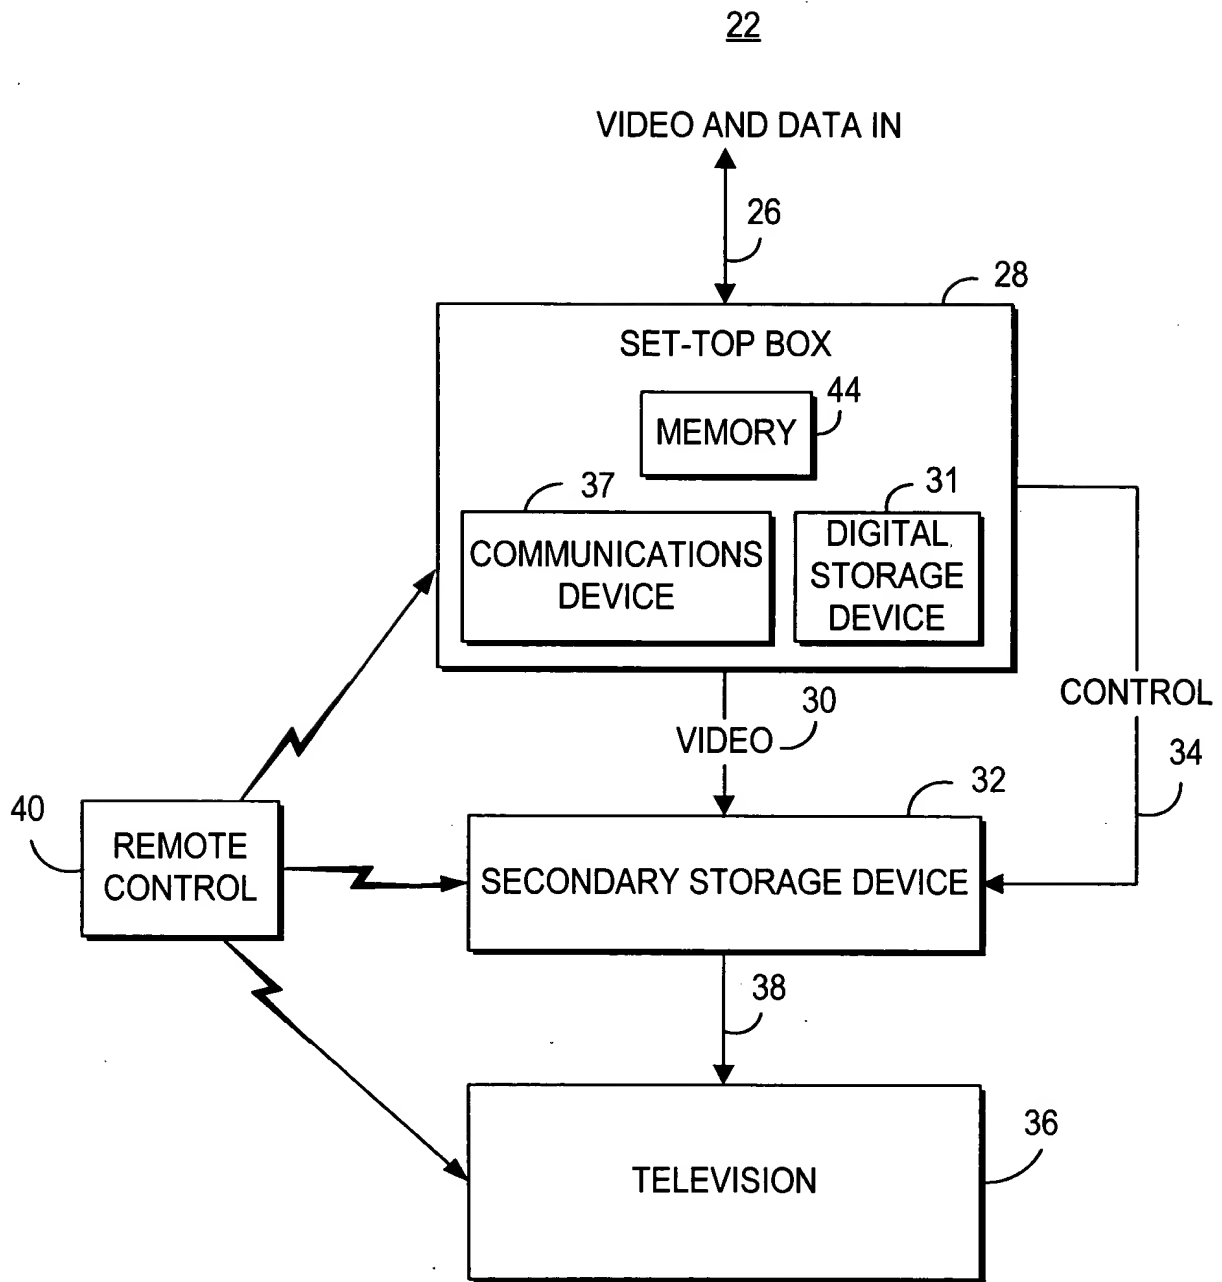 22
VIDEO AND DATA IN
26
28
SET-TOP BOX
44
MEMORY
37
31
COMMUNICATIONS
DEVICE
DIGITAL
STORAGE
DEVICE
30
VIDEO
CONTROL
34
32
40
REMOTE
CONTROL
SECONDARY STORAGE DEVICE
38
36
TELEVISION